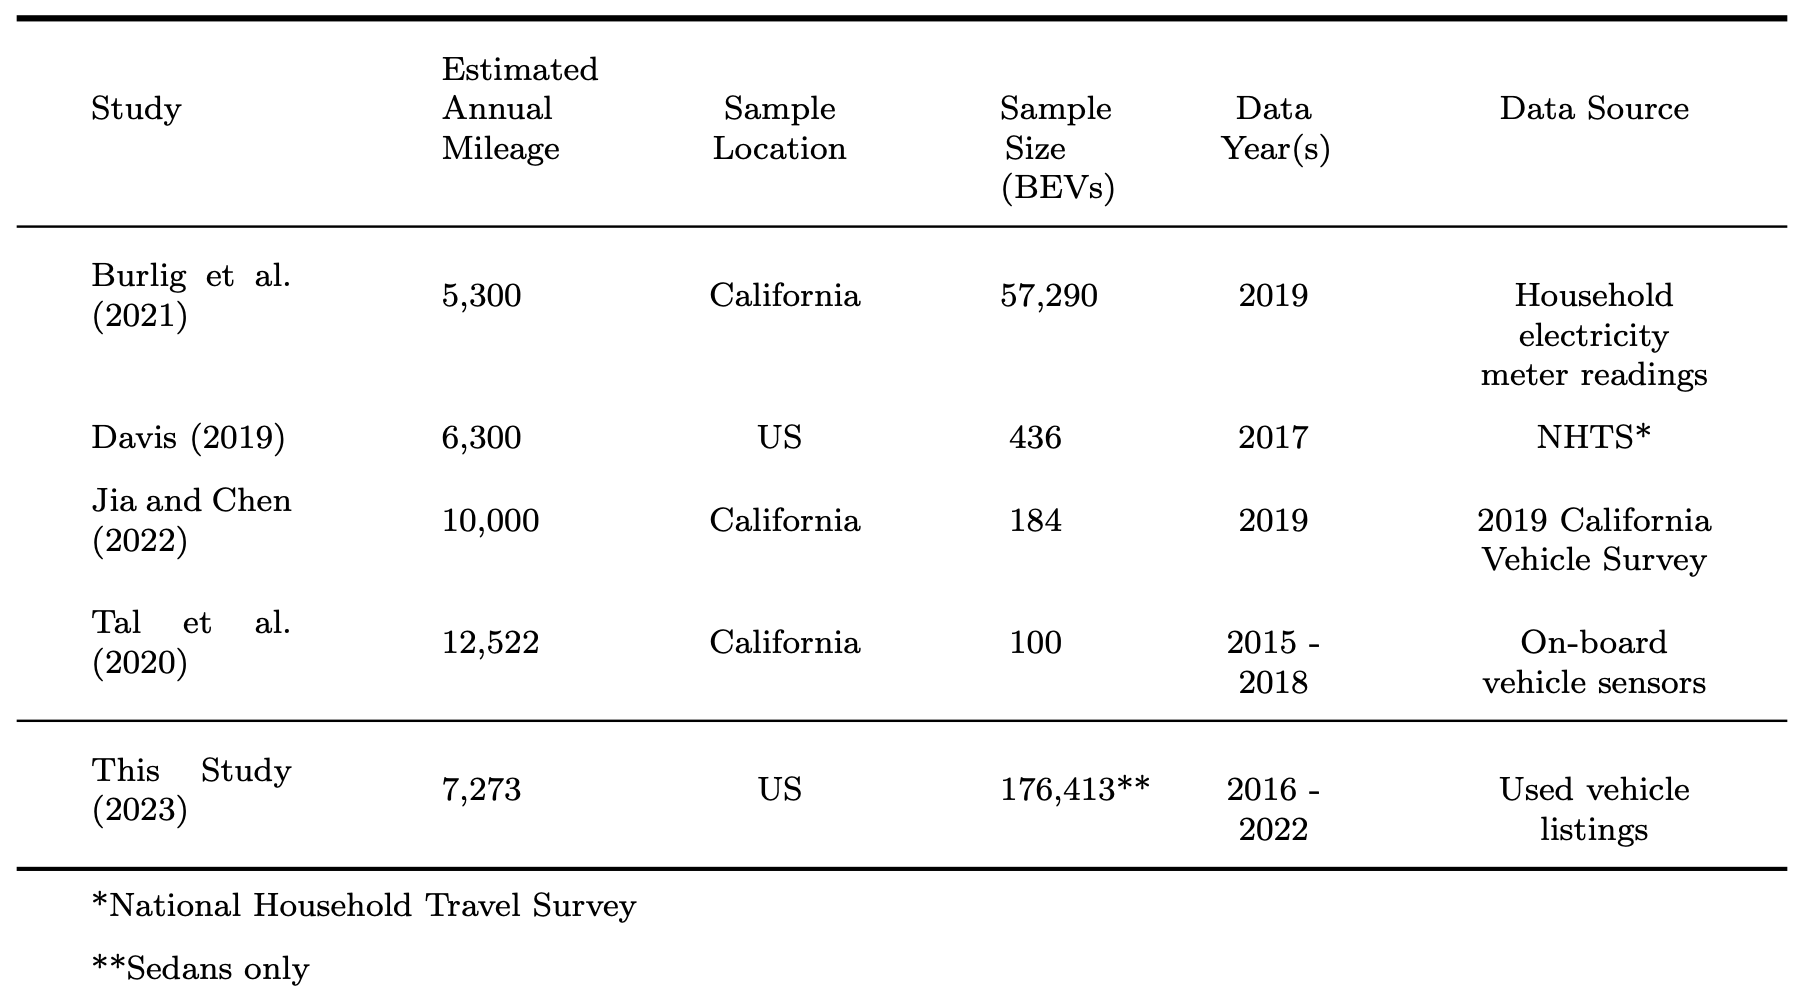 Study
Estimated
Annual
Mileage
Sample
Location
Sample
Size
(BEVs)
Data
Year(s)
Data Source
Burlig et al.
(2021)
5,300
California
57,290
2019
Household
electricity
meter readings
Davis (2019)
6,300
US
436
2017
NHTS*
Jia and Chen
(2022)
10,000
California
184
2019
2019 California
Vehicle Survey
Tal et al.
(2020)
12,522
California
100
2015 -
2018
On-board
vehicle sensors
This Study
(2023)
7,273
US
176,413**
2016 -
2022
Used vehicle
listings
*National Household Travel Survey
**Sedans only